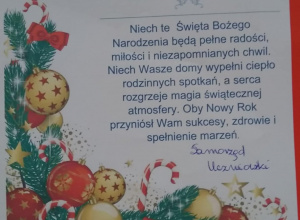 Niech te Święta Bożego
Narodzenia będą pełne radości,
miłości i niezapomnianych chwil.
Niech Wasze domy wypełni ciepło
rodzinnych spotkań, a serca
rozgrzeje magia świątecznej
atmosfery. Oby Nowy Rok
przyniósł Wam sukcesy, zdrowie i
spełnienie marzeń.
Samorząd
Uczniowski